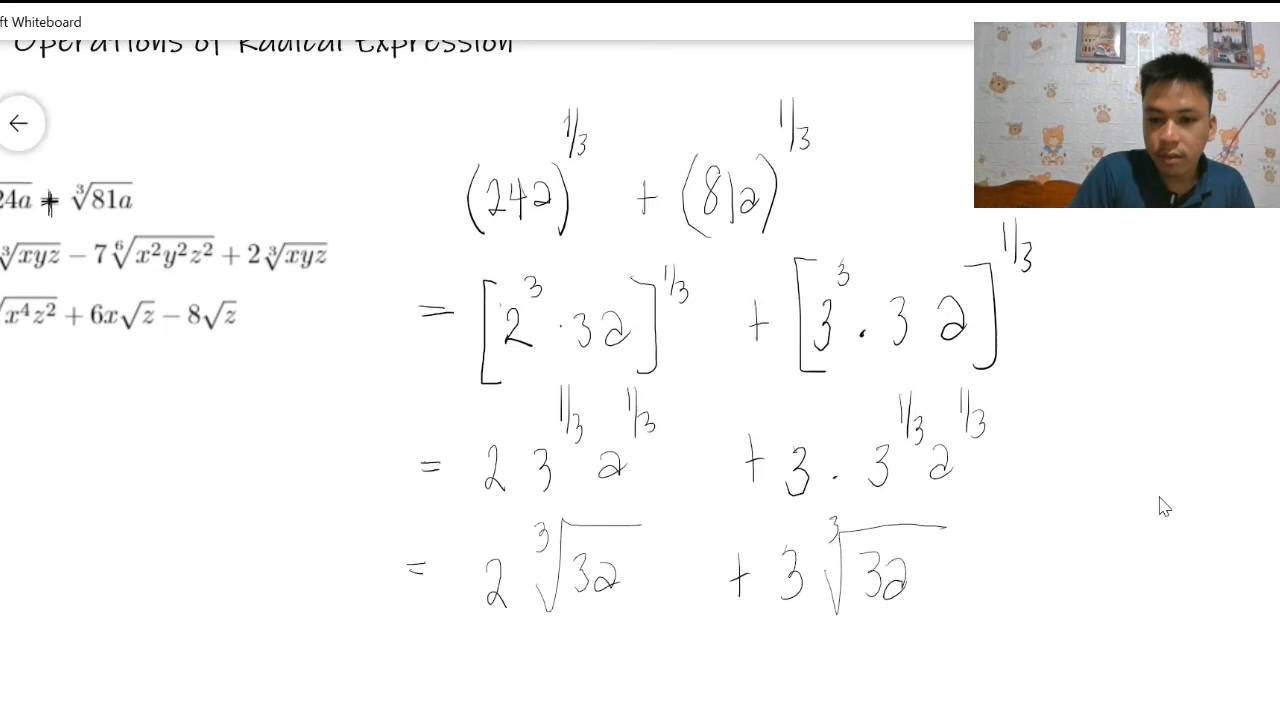 ft Whiteboard
Operations of Radical Expression
24a + ∛81a
∛xyz − 7 ⁶√x²y²z² + 2 ∛xyz
√x⁴z² + 6x√z − 8√z
(24a)^1/3 + (81a)^1/3
= [2³ · 3a]^1/3 + [3³ · 3a]^1/3
= 2 3^1/3 a^1/3 + 3 · 3^1/3 a^1/3
= 2 ∛3a + 3 ∛3a